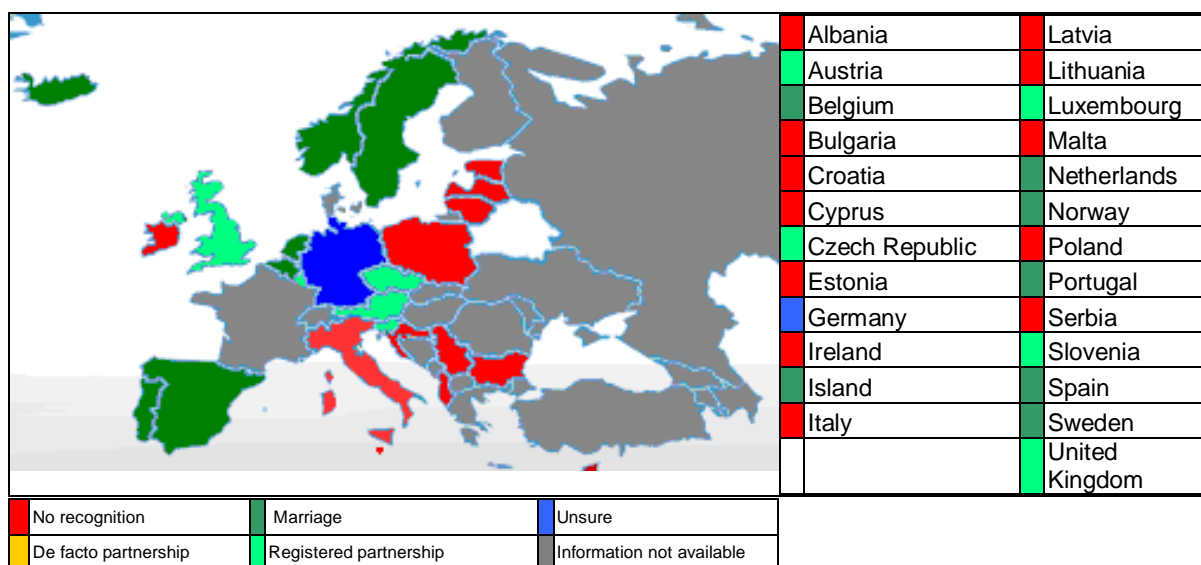 Albania
Latvia
Austria
Lithuania
Belgium
Luxembourg
Bulgaria
Malta
Croatia
Netherlands
Cyprus
Norway
Czech Republic
Poland
Estonia
Portugal
Germany
Serbia
Ireland
Slovenia
Island
Spain
Italy
Sweden
United
Kingdom
No recognition
Marriage
Unsure
De facto partnership
Registered partnership
Information not available